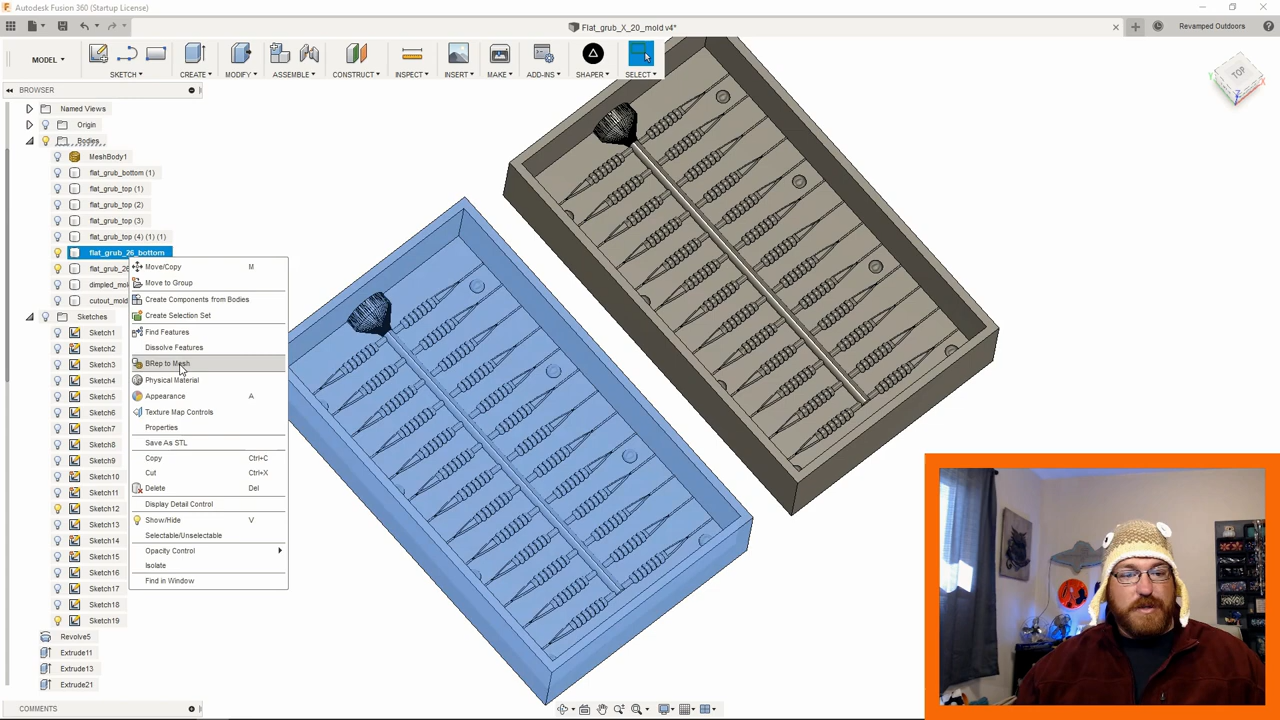 Autodesk Fusion 360 (Startup License)
Flat_grub_X_20_mold v4*
Revamped Outdoors
MODEL
SKETCH
CREATE
MODIFY
ASSEMBLE
CONSTRUCT
INSPECT
INSERT
MAKE
ADD-INS
SHAPER
SELECT
TOP
BROWSER
Named Views
Origin
Bodies
MeshBody1
flat_grub_bottom (1)
flat_grub_top (1)
flat_grub_top (2)
flat_grub_top (3)
flat_grub_top (4) (1) (1)
flat_grub_26_bottom
Move/Copy M
Move to Group
Create Components from Bodies
Create Selection Set
Find Features
Dissolve Features
BRep to Mesh
Physical Material
Appearance A
Texture Map Controls
Properties
Save As STL
Copy Ctrl+C
Cut Ctrl+X
Delete Del
Display Detail Control
Show/Hide V
Selectable/Unselectable
Opacity Control
Isolate
Find in Window
Sketches
Sketch1
Sketch2
Sketch3
Sketch4
Sketch5
Sketch6
Sketch7
Sketch8
Sketch9
Sketch10
Sketch11
Sketch12
Sketch13
Sketch14
Sketch15
Sketch16
Sketch17
Sketch18
Sketch19
Revolve5
Extrude11
Extrude13
Extrude21
COMMENTS